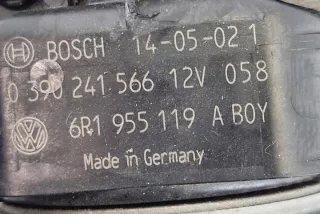 BOSCH 14-05-02 1
0 390 241 566 12V 058
6R1 955 119 A BOY
Made in Germany